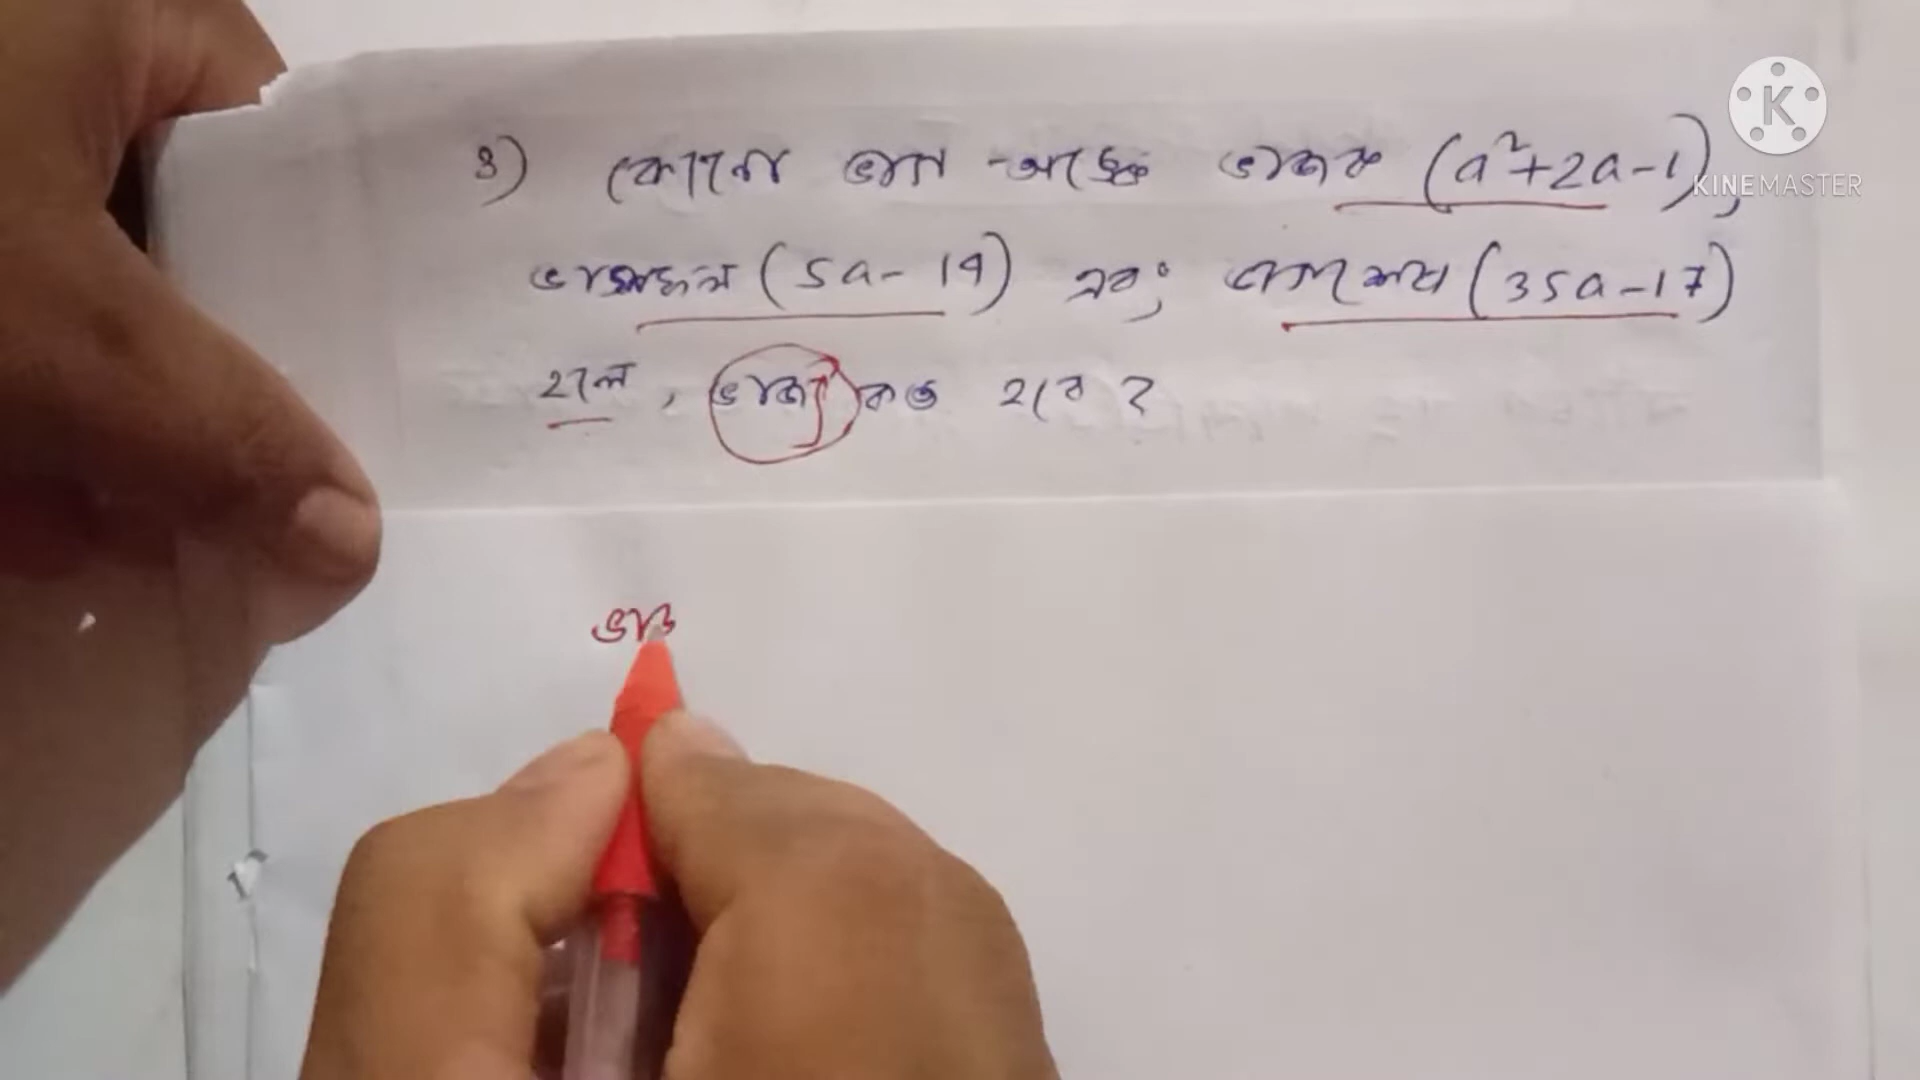 ৪) কোনো ভাগ অঙ্কে ভাজক (a²+2a-1),
ভাগফল (5a-14) এবং ভাগশেষ (35a-17)
হলে, ভাজ্য কত হবে?
ভাজ
K
KINEMASTER